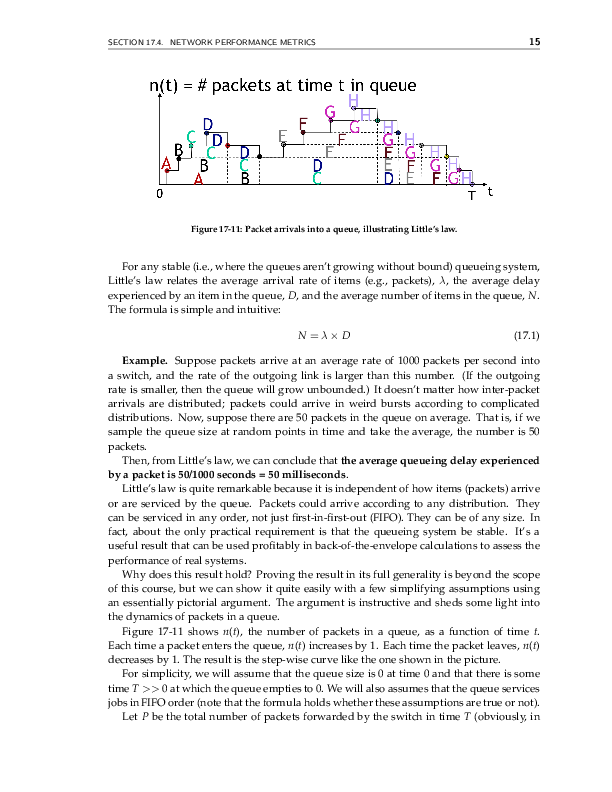 SECTION 17.4. NETWORK PERFORMANCE METRICS 15
n(t) = # packets at time t in queue
H
G H
F G H H
D E F G H
C D D F E G G H H
B C C E F G G H
A B D E F F H
A B C D E F G H
0 T t
Figure 17-11: Packet arrivals into a queue, illustrating Little's law.
For any stable (i.e., where the queues aren't growing without bound) queueing system,
Little's law relates the average arrival rate of items (e.g., packets), λ, the average delay
experienced by an item in the queue, D, and the average number of items in the queue, N.
The formula is simple and intuitive:
N = λ × D (17.1)
Example. Suppose packets arrive at an average rate of 1000 packets per second into
a switch, and the rate of the outgoing link is larger than this number. (If the outgoing
rate is smaller, then the queue will grow unbounded.) It doesn't matter how inter-packet
arrivals are distributed; packets could arrive in weird bursts according to complicated
distributions. Now, suppose there are 50 packets in the queue on average. That is, if we
sample the queue size at random points in time and take the average, the number is 50
packets.
Then, from Little's law, we can conclude that the average queueing delay experienced
by a packet is 50/1000 seconds = 50 milliseconds.
Little's law is quite remarkable because it is independent of how items (packets) arrive
or are serviced by the queue. Packets could arrive according to any distribution. They
can be serviced in any order, not just first-in-first-out (FIFO). They can be of any size. In
fact, about the only practical requirement is that the queueing system be stable. It's a
useful result that can be used profitably in back-of-the-envelope calculations to assess the
performance of real systems.
Why does this result hold? Proving the result in its full generality is beyond the scope
of this course, but we can show it quite easily with a few simplifying assumptions using
an essentially pictorial argument. The argument is instructive and sheds some light into
the dynamics of packets in a queue.
Figure 17-11 shows n(t), the number of packets in a queue, as a function of time t.
Each time a packet enters the queue, n(t) increases by 1. Each time the packet leaves, n(t)
decreases by 1. The result is the step-wise curve like the one shown in the picture.
For simplicity, we will assume that the queue size is 0 at time 0 and that there is some
time T >> 0 at which the queue empties to 0. We will also assumes that the queue services
jobs in FIFO order (note that the formula holds whether these assumptions are true or not).
Let P be the total number of packets forwarded by the switch in time T (obviously, in